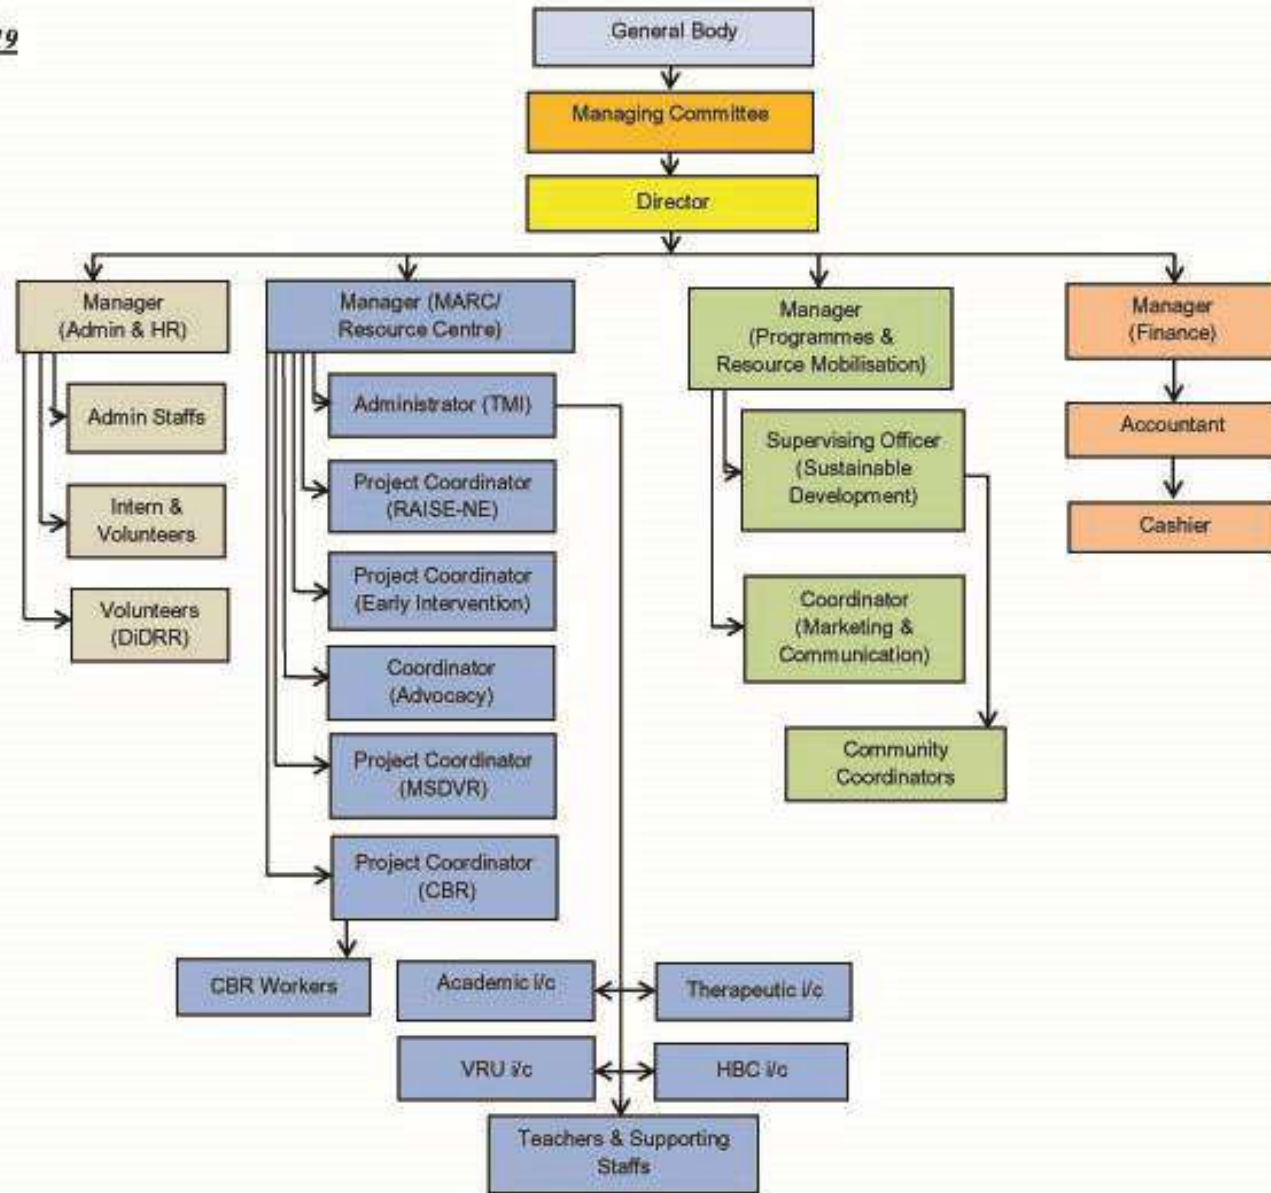 19
General Body
Managing Committee
Director
Manager
(Admin & HR)
Admin Staffs
Intern &
Volunteers
Volunteers
(DiDRR)
Manager (MARC/
Resource Centre)
Administrator (TMI)
Project Coordinator
(RAISE-NE)
Project Coordinator
(Early Intervention)
Coordinator
(Advocacy)
Project Coordinator
(MSDVR)
Project Coordinator
(CBR)
CBR Workers
Academic i/c
Therapeutic i/c
VRU i/c
HBC i/c
Teachers & Supporting
Staffs
Manager
(Programmes &
Resource Mobilisation)
Supervising Officer
(Sustainable
Development)
Coordinator
(Marketing &
Communication)
Community
Coordinators
Manager
(Finance)
Accountant
Cashier